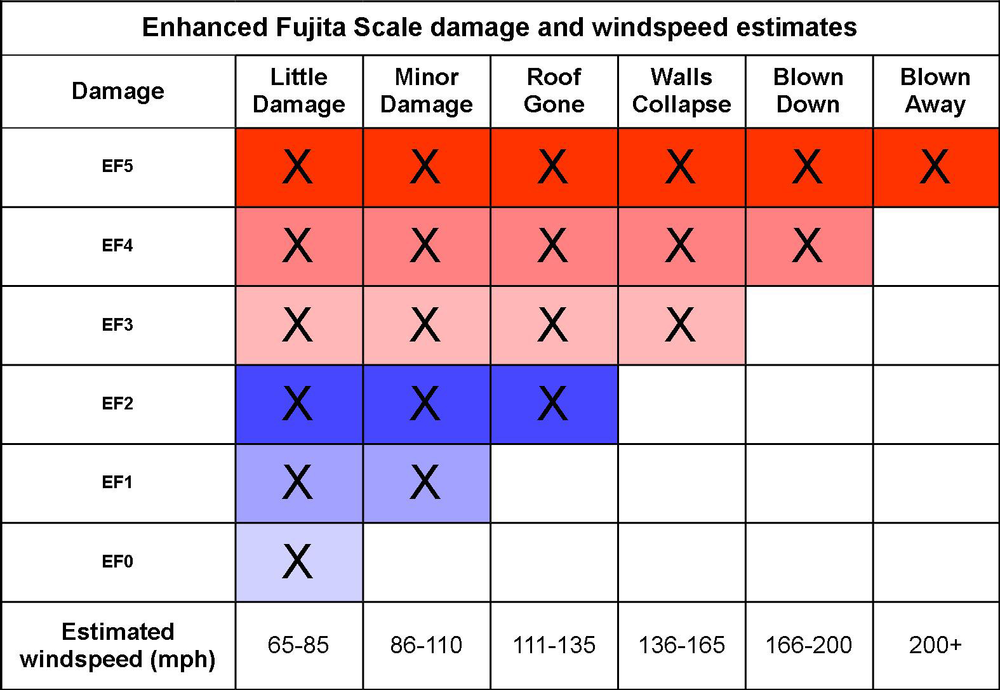 Enhanced Fujita Scale damage and windspeed estimates
Damage
Little
Damage
Minor
Damage
Roof
Gone
Walls
Collapse
Blown
Down
Blown
Away
EF5 X X X X X X
EF4 X X X X X
EF3 X X X X
EF2 X X X
EF1 X X
EF0 X
Estimated
windspeed (mph)
65-85 86-110 111-135 136-165 166-200 200+